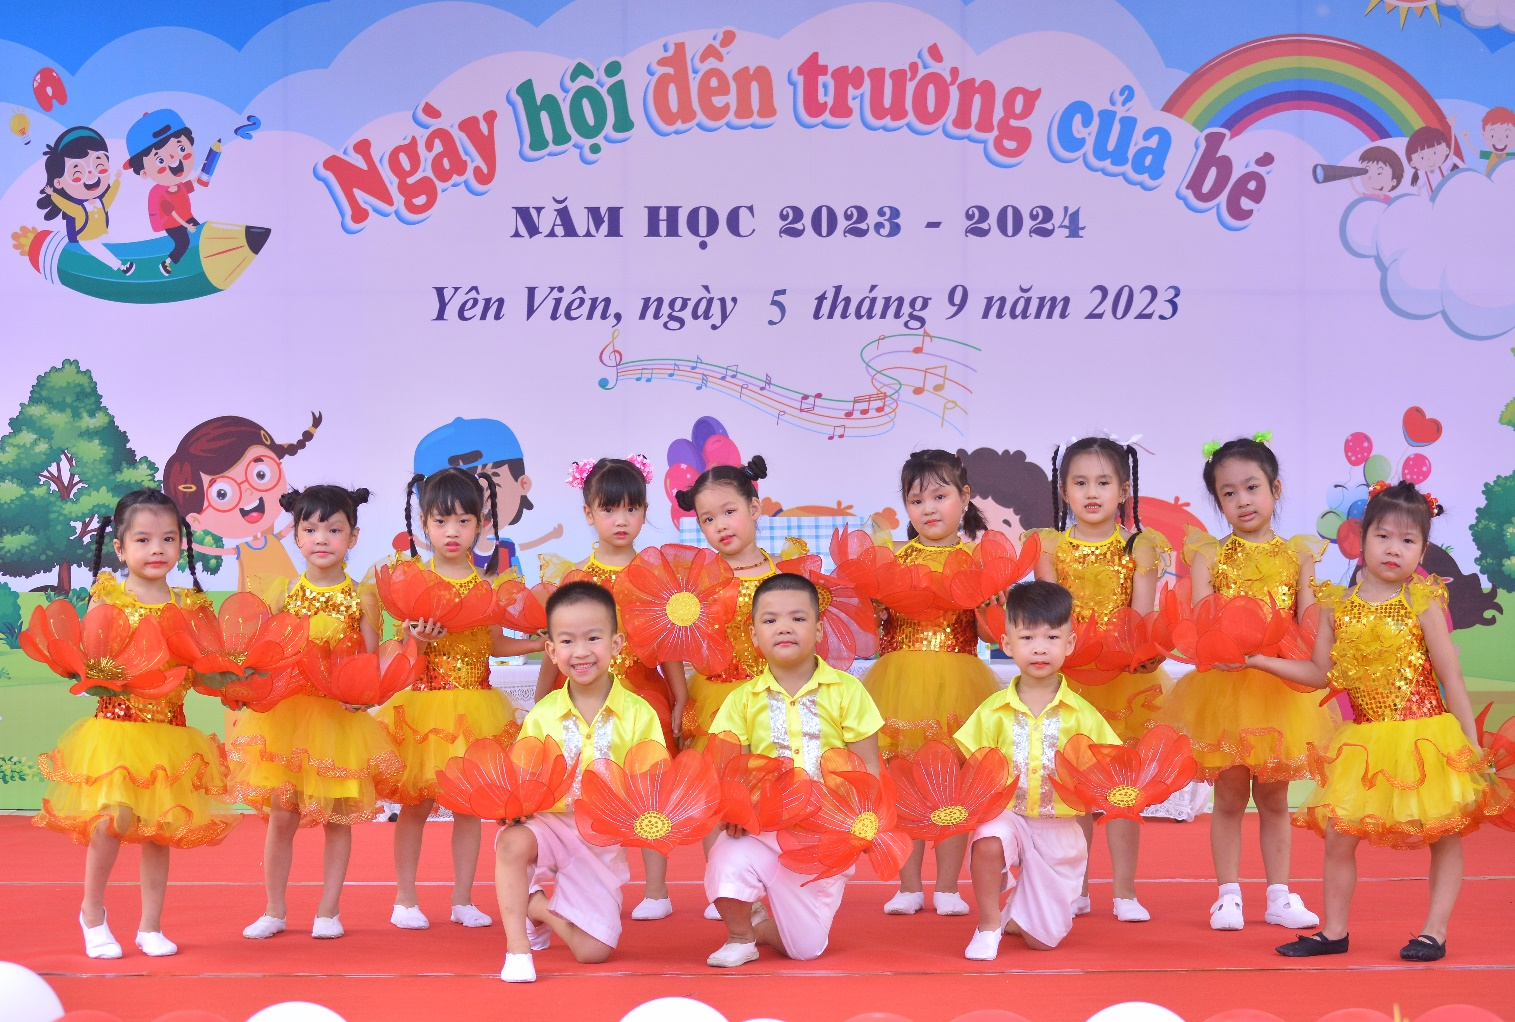 Ngày hội đến trường của bé
NĂM HỌC 2023 - 2024
Yên Viên, ngày 5 tháng 9 năm 2023